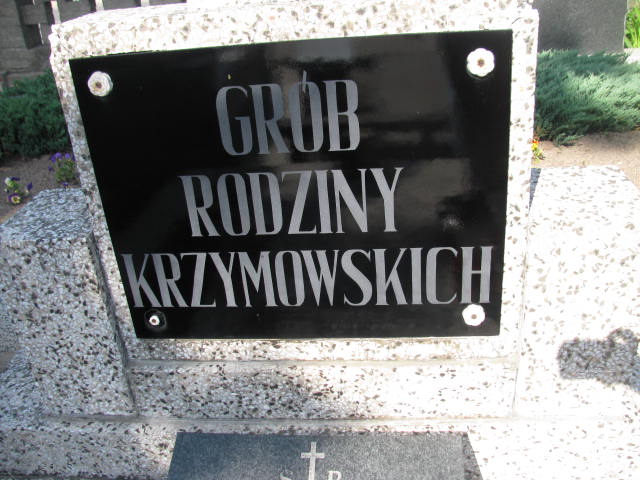 GRÓB
RODZINY
KRZYMOWSKICH
S P